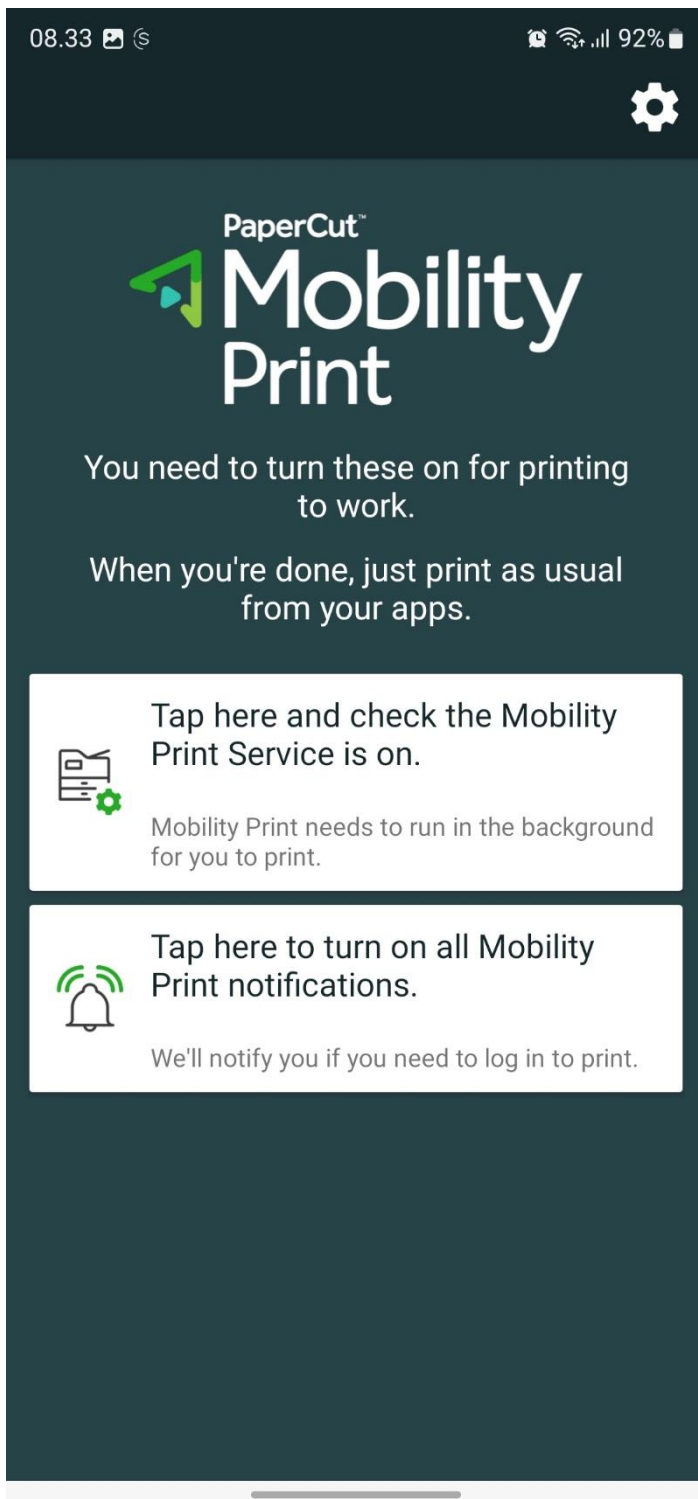 08.33 92%
PaperCut™
Mobility
Print
You need to turn these on for printing
to work.
When you're done, just print as usual
from your apps.
Tap here and check the Mobility
Print Service is on.
Mobility Print needs to run in the background
for you to print.
Tap here to turn on all Mobility
Print notifications.
We'll notify you if you need to log in to print.